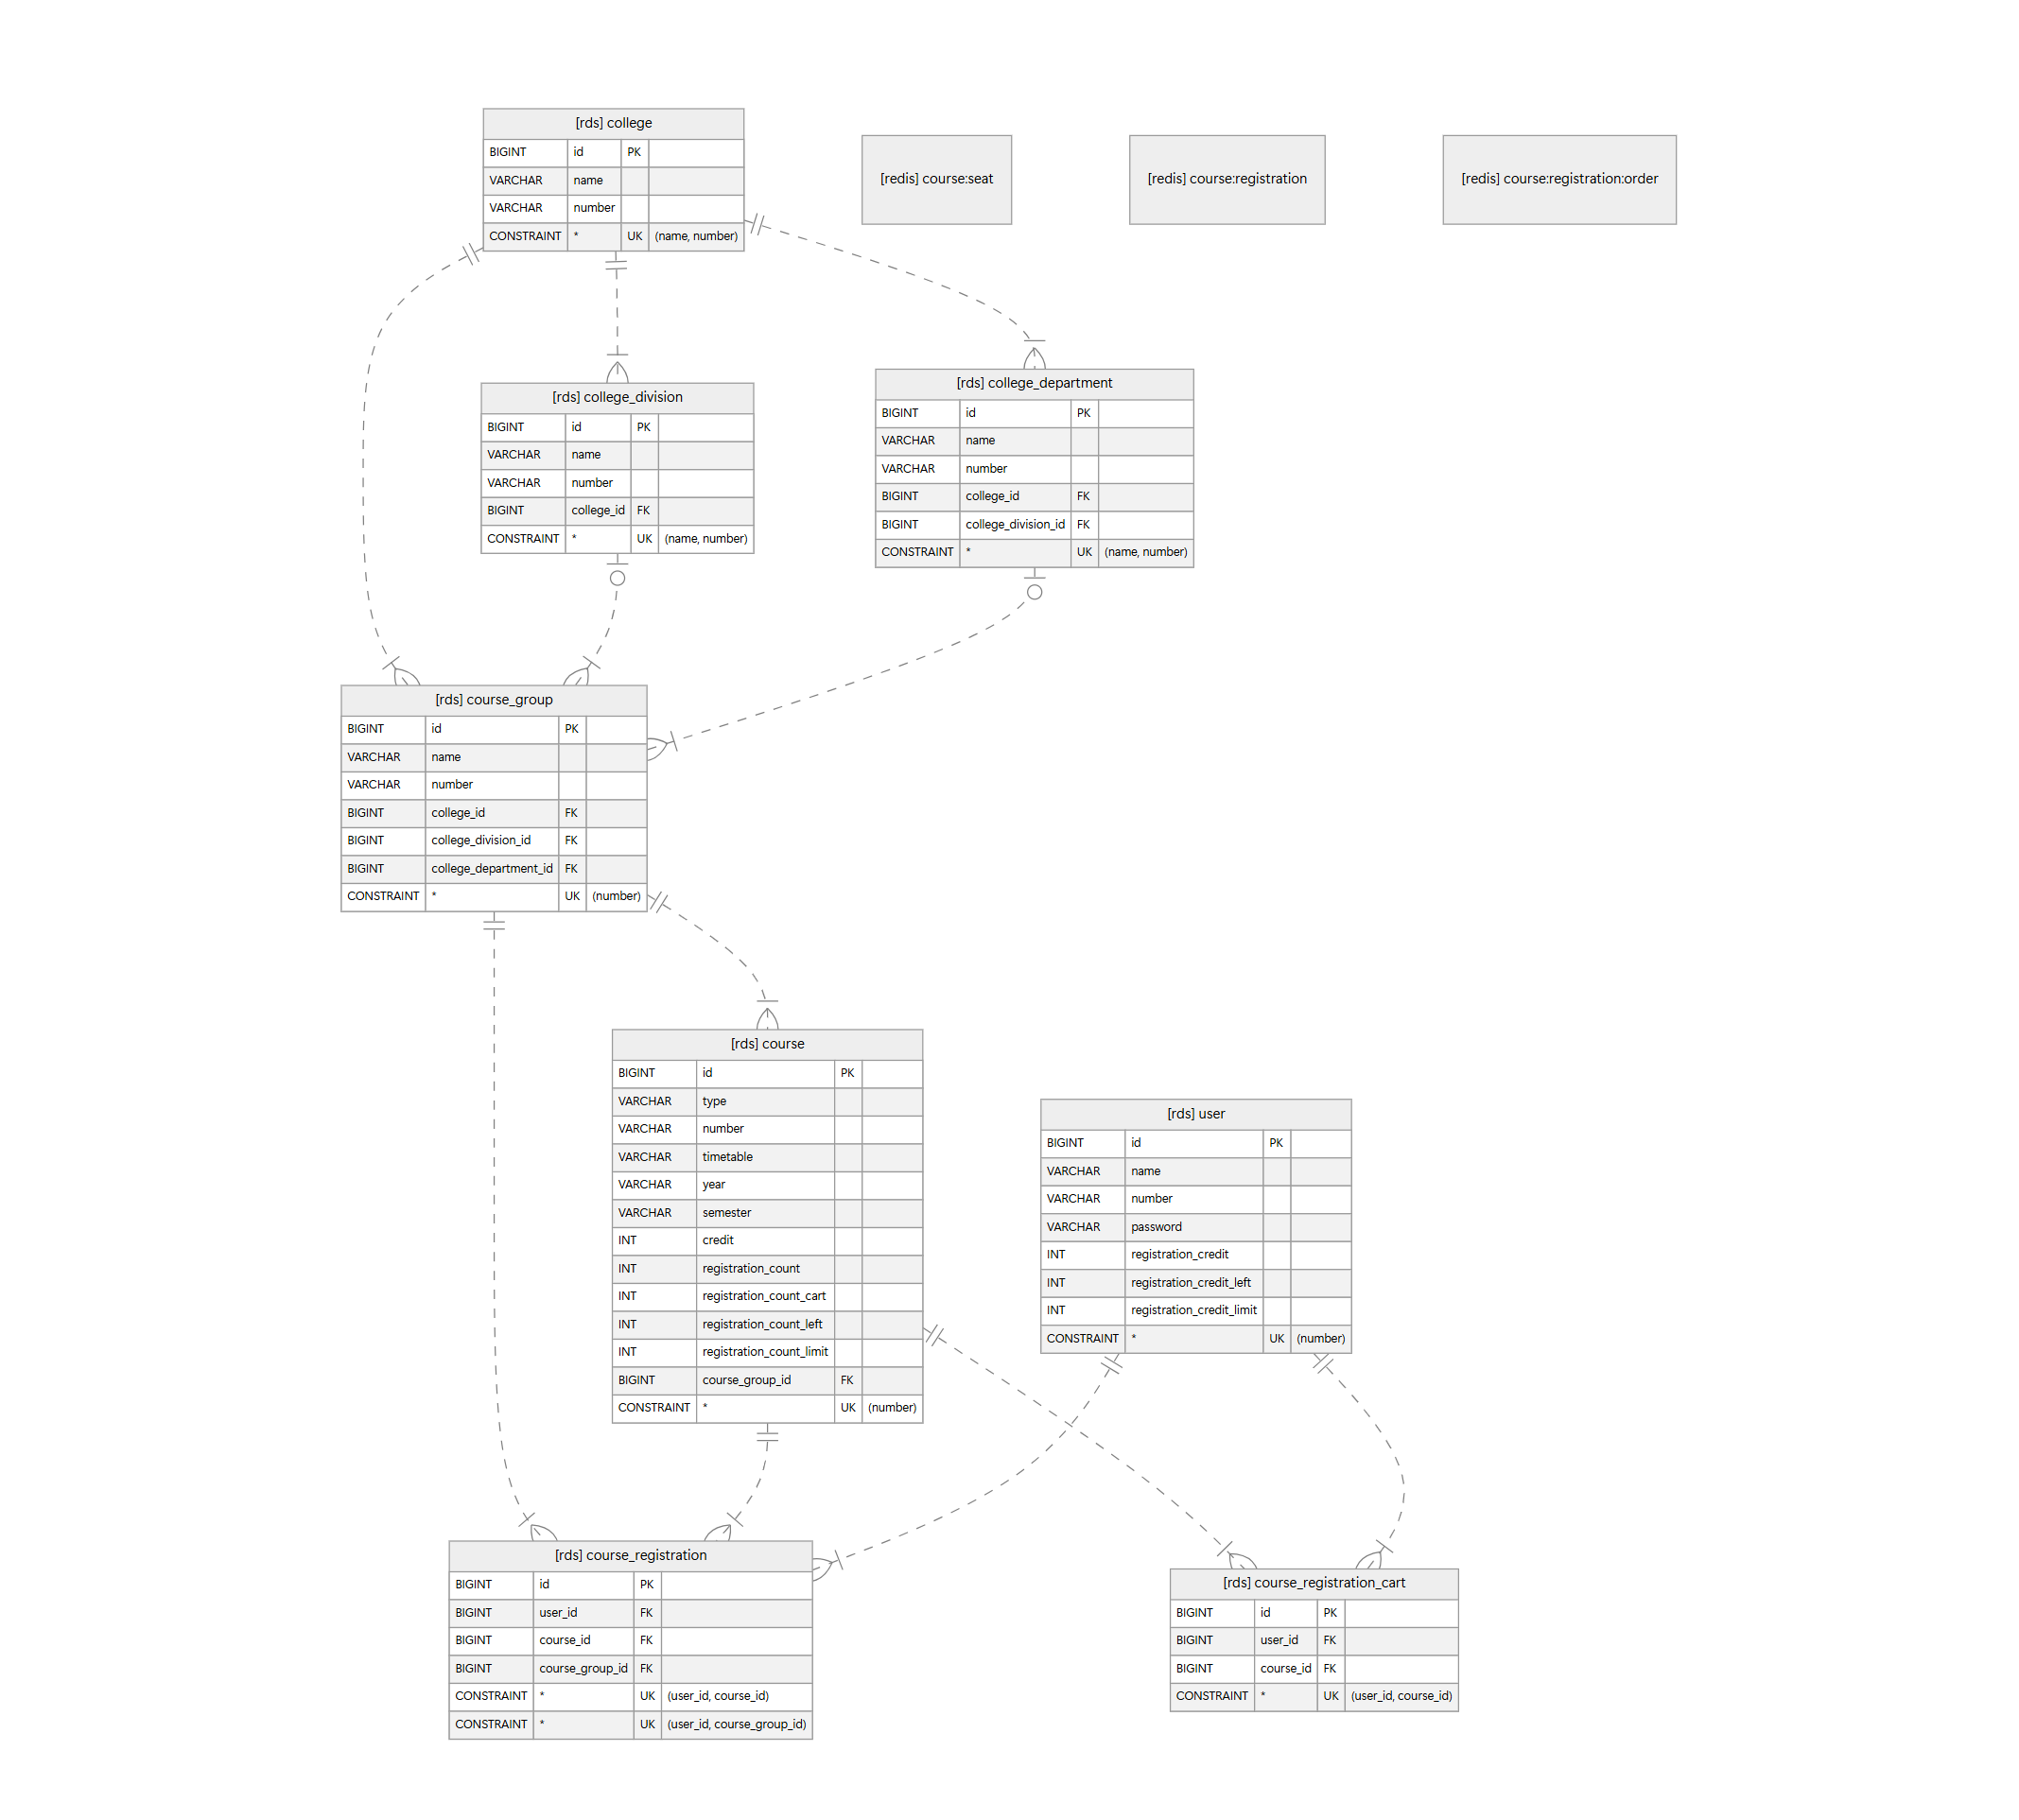 [rds] college
BIGINT id PK
VARCHAR name
VARCHAR number
CONSTRAINT * UK (name, number)
[redis] course:seat
[redis] course:registration
[redis] course:registration:order
[rds] college_division
BIGINT id PK
VARCHAR name
VARCHAR number
BIGINT college_id FK
CONSTRAINT * UK (name, number)
[rds] college_department
BIGINT id PK
VARCHAR name
VARCHAR number
BIGINT college_id FK
BIGINT college_division_id FK
CONSTRAINT * UK (name, number)
[rds] course_group
BIGINT id PK
VARCHAR name
VARCHAR number
BIGINT college_id FK
BIGINT college_division_id FK
BIGINT college_department_id FK
CONSTRAINT * UK (number)
[rds] course
BIGINT id PK
VARCHAR type
VARCHAR number
VARCHAR timetable
VARCHAR year
VARCHAR semester
INT credit
INT registration_count
INT registration_count_cart
INT registration_count_left
INT registration_count_limit
BIGINT course_group_id FK
CONSTRAINT * UK (number)
[rds] user
BIGINT id PK
VARCHAR name
VARCHAR number
VARCHAR password
INT registration_credit
INT registration_credit_left
INT registration_credit_limit
CONSTRAINT * UK (number)
[rds] course_registration
BIGINT id PK
BIGINT user_id FK
BIGINT course_id FK
BIGINT course_group_id FK
CONSTRAINT * UK (user_id, course_id)
CONSTRAINT * UK (user_id, course_group_id)
[rds] course_registration_cart
BIGINT id PK
BIGINT user_id FK
BIGINT course_id FK
CONSTRAINT * UK (user_id, course_id)